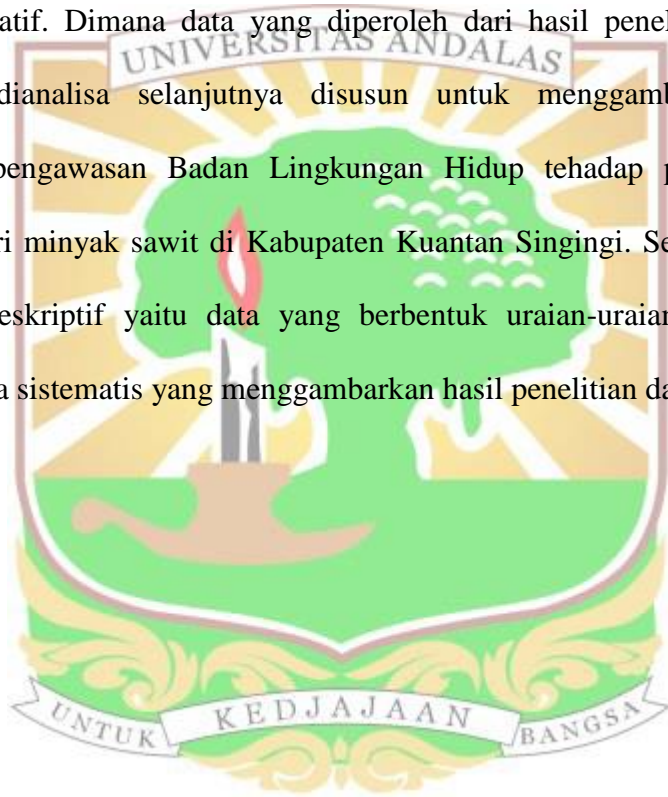 atif. Dimana data yang diperoleh dari hasil penel
UNIVERSITAS ANDALAS
dianalisa selanjutnya disusun untuk menggamb
pengawasan Badan Lingkungan Hidup tehadap p
ri minyak sawit di Kabupaten Kuantan Singingi. Se
eskriptif yaitu data yang berbentuk uraian-uraian
a sistematis yang menggambarkan hasil penelitian da
UNTUK KEDJAJAAN BANGSA